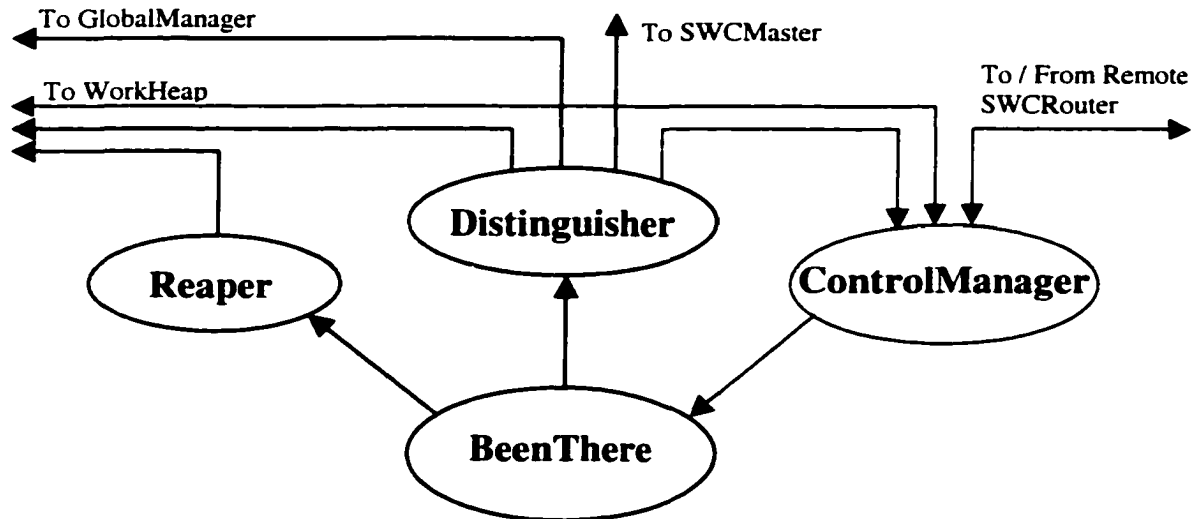 To GlobalManager
To SWCMaster
To WorkHeap
To / From Remote
SWCRouter
Distinguisher
Reaper
ControlManager
BeenThere